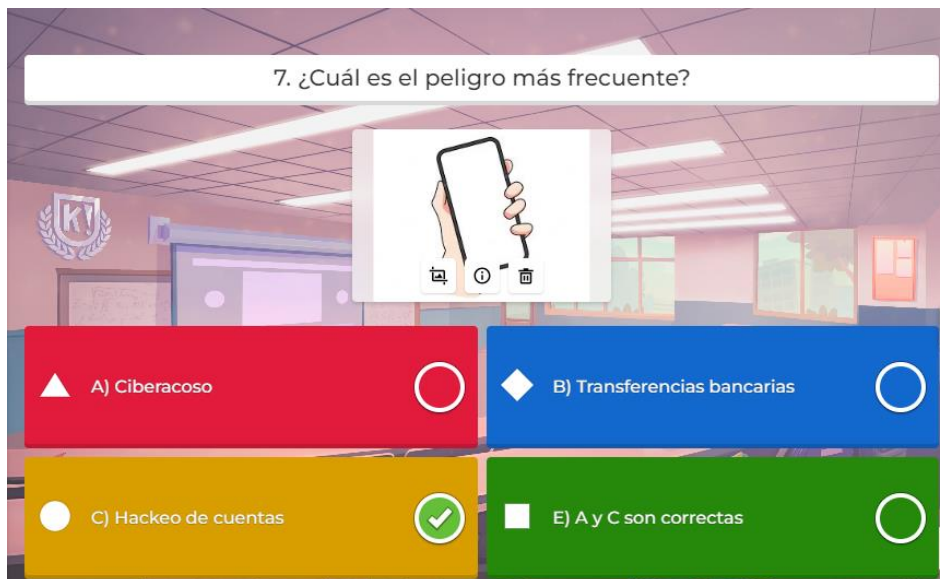 7. ¿Cuál es el peligro más frecuente?
K!
A) Ciberacoso
B) Transferencias bancarias
C) Hackeo de cuentas
E) A y C son correctas